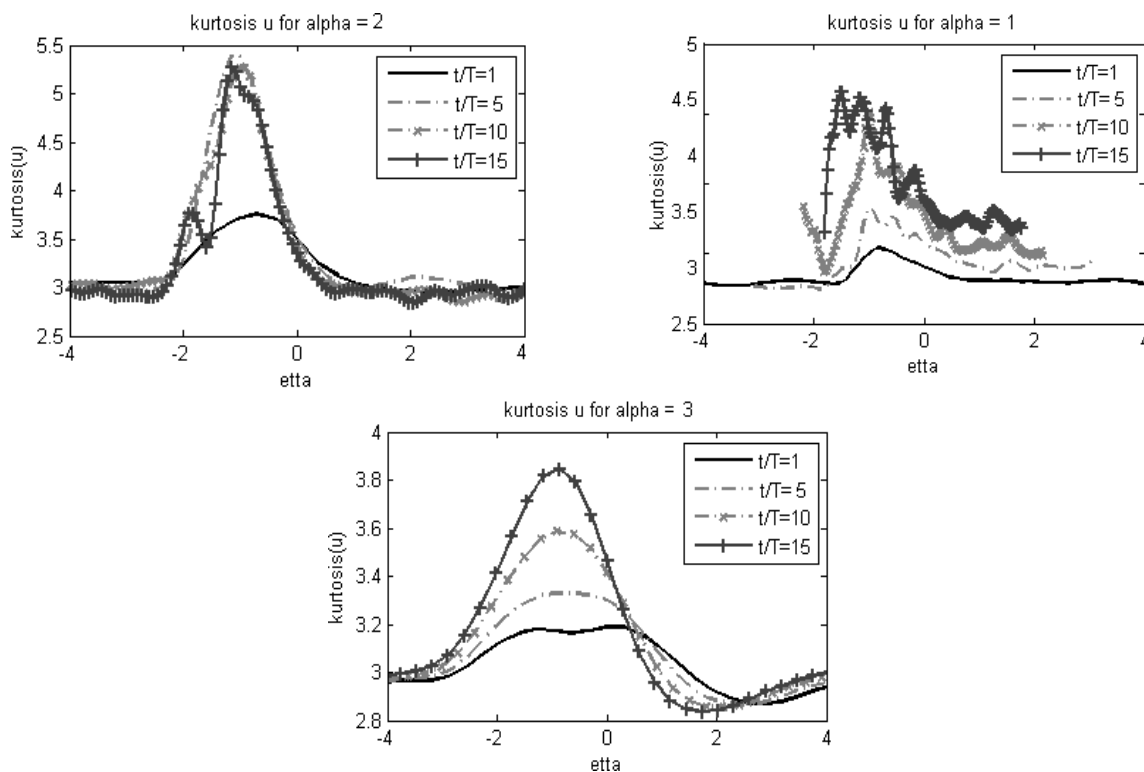 kurtosis u for alpha = 2
5.5
5
4.5
4
3.5
3
2.5
kurtosis(u)
t/T=1
t/T= 5
t/T=10
t/T=15
-4
-2
0
2
4
etta
kurtosis u for alpha = 1
5
4.5
4
3.5
3
2.5
kurtosis(u)
t/T=1
t/T= 5
t/T=10
t/T=15
-4
-2
0
2
4
etta
kurtosis u for alpha = 3
4
3.8
3.6
3.4
3.2
3
2.8
kurtosis(u)
t/T=1
t/T= 5
t/T=10
t/T=15
-4
-2
0
2
4
etta